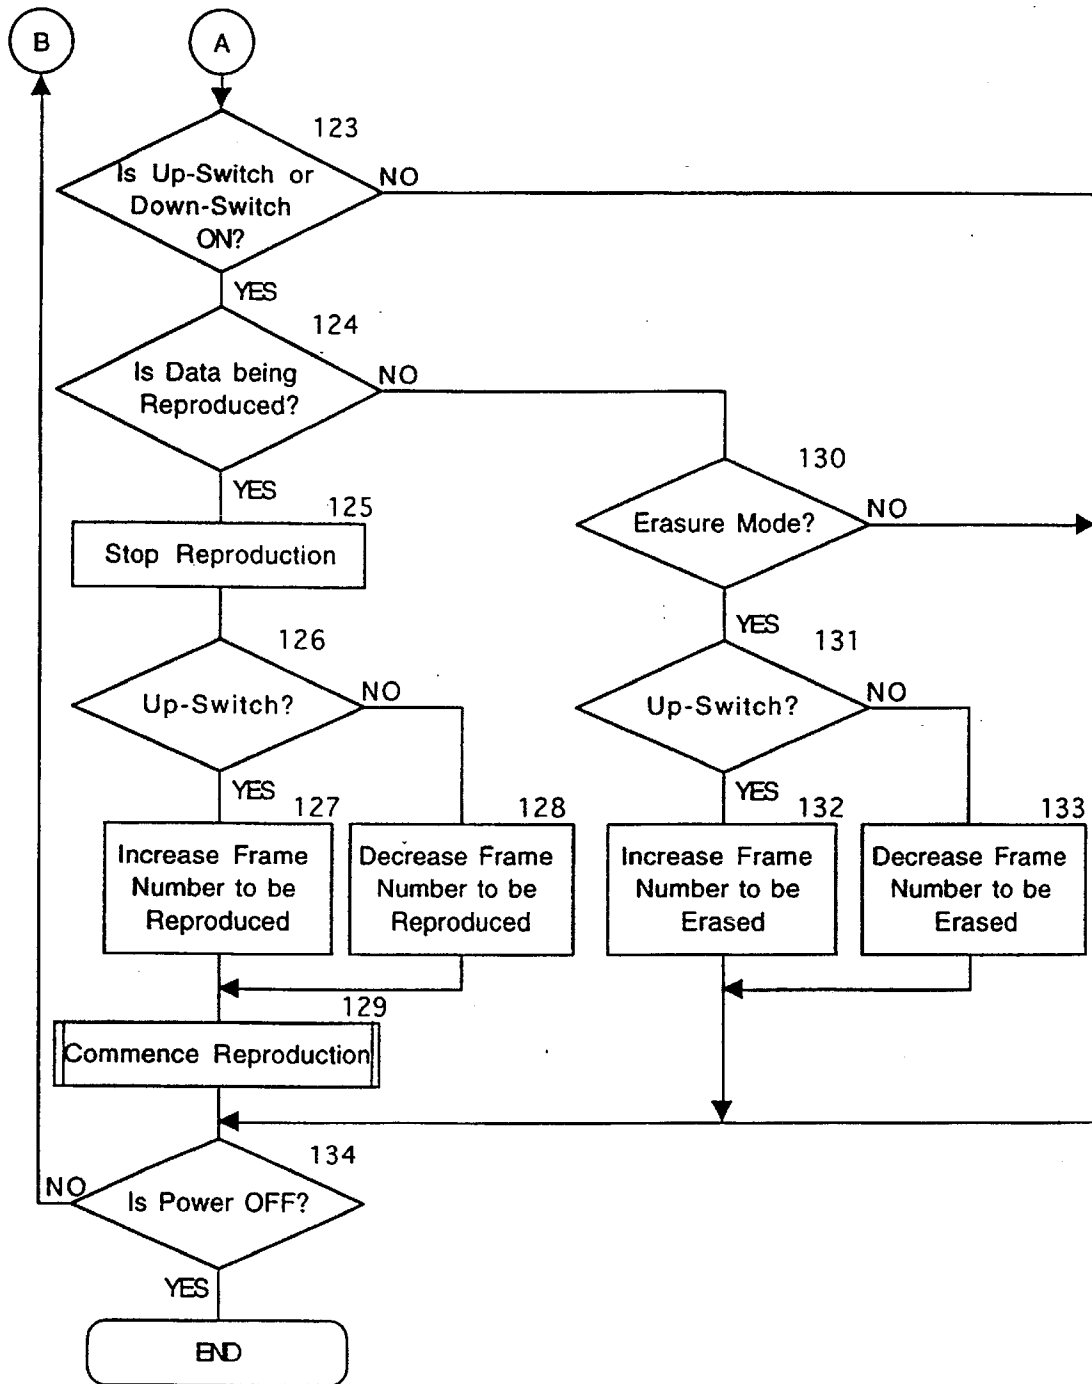 B
A
123
Is Up-Switch or
Down-Switch
ON?
NO
YES
124
Is Data being
Reproduced?
NO
YES
125
Stop Reproduction
130
Erasure Mode?
NO
YES
126
Up-Switch?
NO
YES
131
Up-Switch?
NO
YES
127
Increase Frame
Number to be
Reproduced
128
Decrease Frame
Number to be
Reproduced
132
Increase Frame
Number to be
Erased
133
Decrease Frame
Number to be
Erased
129
Commence Reproduction
134
Is Power OFF?
NO
YES
END